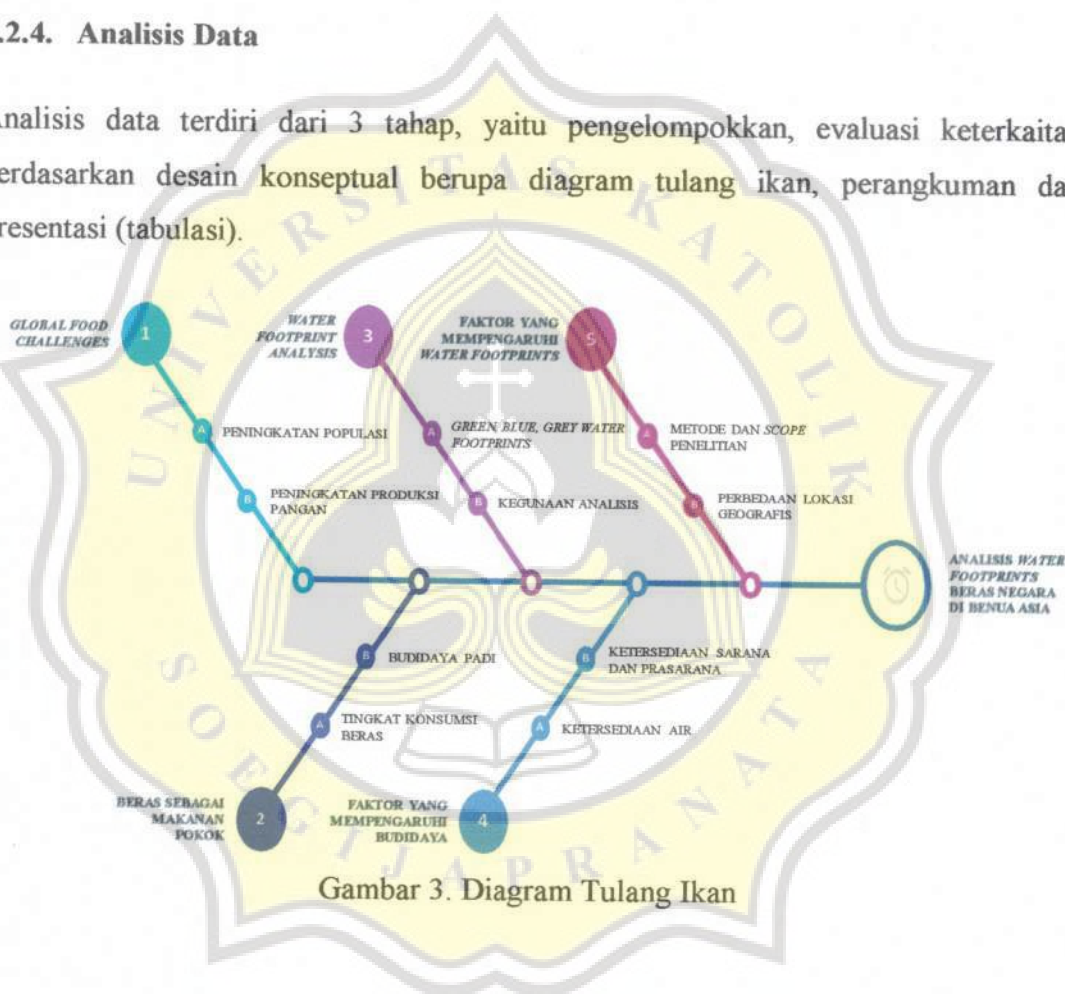 .2.4. Analisis Data
nalisis data terdiri dari 3 tahap, yaitu pengelompokkan, evaluasi keterkaita
erdasarkan desain konseptual berupa diagram tulang ikan, perangkuman da
resentasi (tabulasi).
GLOBAL FOOD
CHALLENGES
1
A
PENINGKATAN POPULASI
B
PENINGKATAN PRODUKSI
PANGAN
WATER
FOOTPRINT
ANALYSIS
3
A
GREEN, BLUE, GREY WATER
FOOTPRINTS
B
KEGUNAAN ANALISIS
FAKTOR YANG
MEMPENGARUHI
WATER FOOTPRINTS
5
A
METODE DAN SCOPE
PENELITIAN
B
PERBEDAAN LOKASI
GEOGRAFIS
ANALISIS WATER
FOOTPRINTS
BERAS NEGARA
DI BENUA ASIA
B
BUDIDAYA PADI
A
TINGKAT KONSUMSI
BERAS
BERAS SEBAGAI
MAKANAN
POKOK
2
B
KETERSEDIAAN SARANA
DAN PRASARANA
A
KETERSEDIAAN AIR
FAKTOR YANG
MEMPENGARUHI
BUDIDAYA
4
Gambar 3. Diagram Tulang Ikan
UNIVERSITAS KATOLIK
SOEGIJAPRANATA